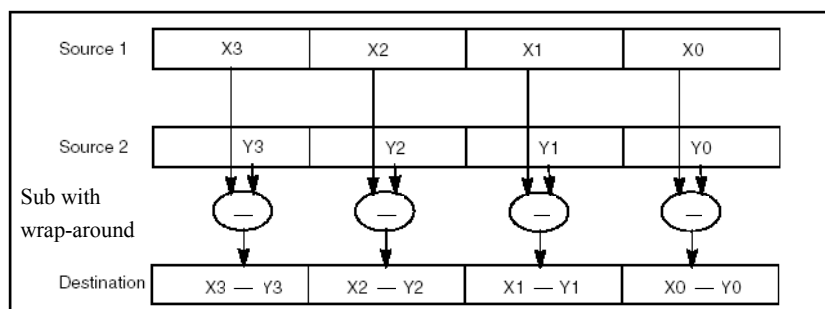 Source 1 X3 X2 X1 X0
Source 2 Y3 Y2 Y1 Y0
Sub with
wrap-around
— — — —
Destination X3 — Y3 X2 — Y2 X1 — Y1 X0 — Y0